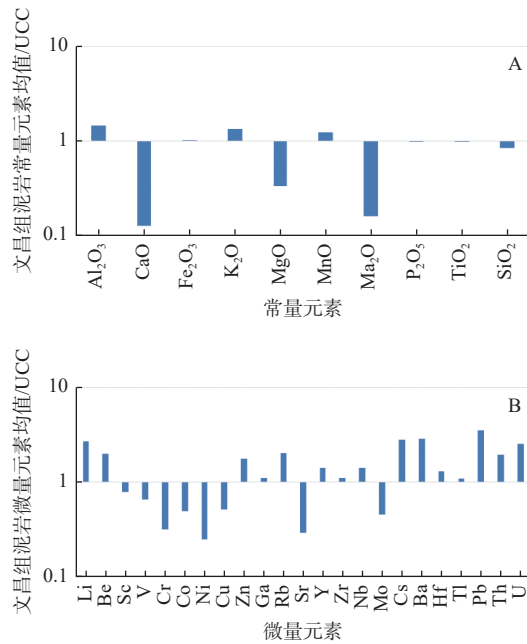 文昌组泥岩常量元素均值/UCC
10
1
0.1
A
Al₂O₃ CaO Fe₂O₃ K₂O MgO MnO Ma₂O P₂O₅ TiO₂ SiO₂
常量元素
文昌组泥岩微量元素均值/UCC
10
1
0.1
B
Li Be Sc V Cr Co Ni Cu Zn Ga Rb Sr Y Zr Nb Mo Cs Ba Hf Tl Pb Th U
微量元素